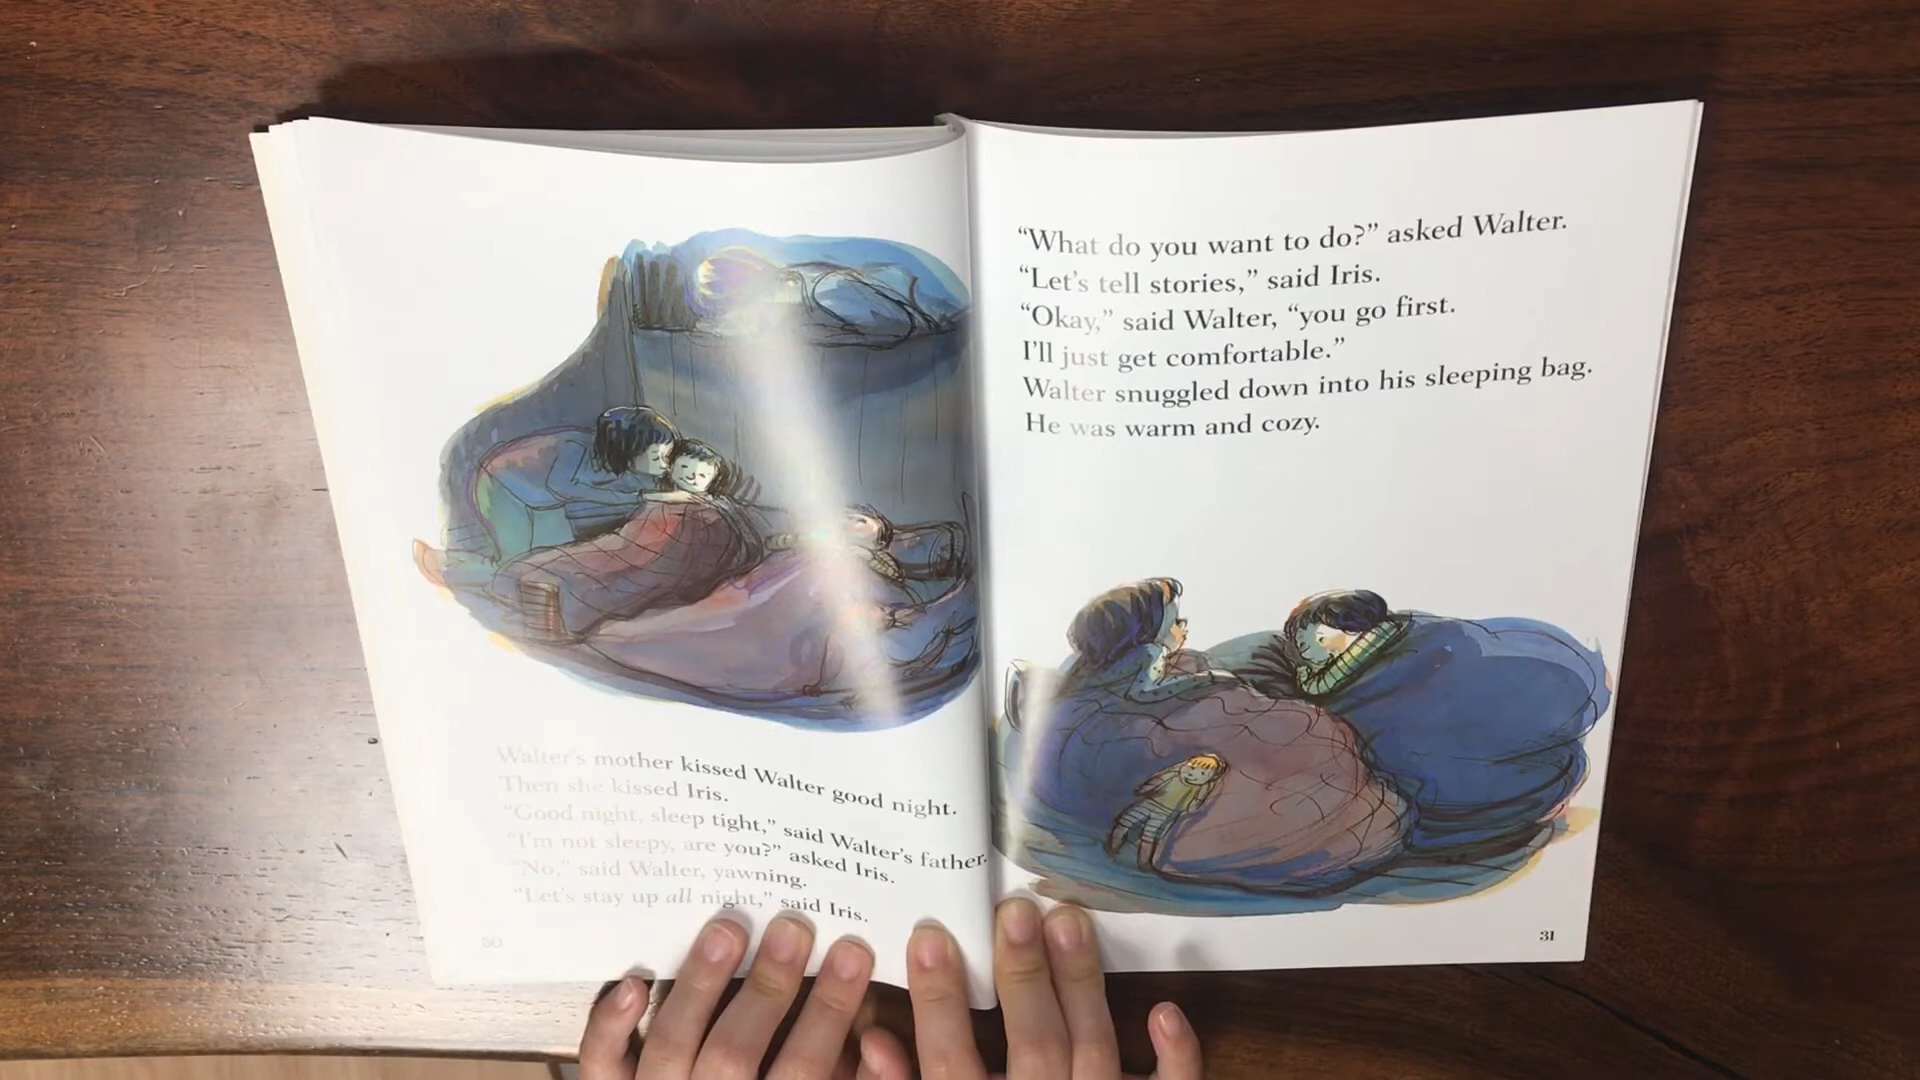 Walter's mother kissed Walter good night.
Then she kissed Iris.
“Good night, sleep tight,” said Walter's father.
“I'm not sleepy, are you?” asked Iris.
“No,” said Walter, yawning.
“Let's stay up all night,” said Iris.
30
“What do you want to do?” asked Walter.
“Let's tell stories,” said Iris.
“Okay,” said Walter, “you go first.
I'll just get comfortable.”
Walter snuggled down into his sleeping bag.
He was warm and cozy.
31